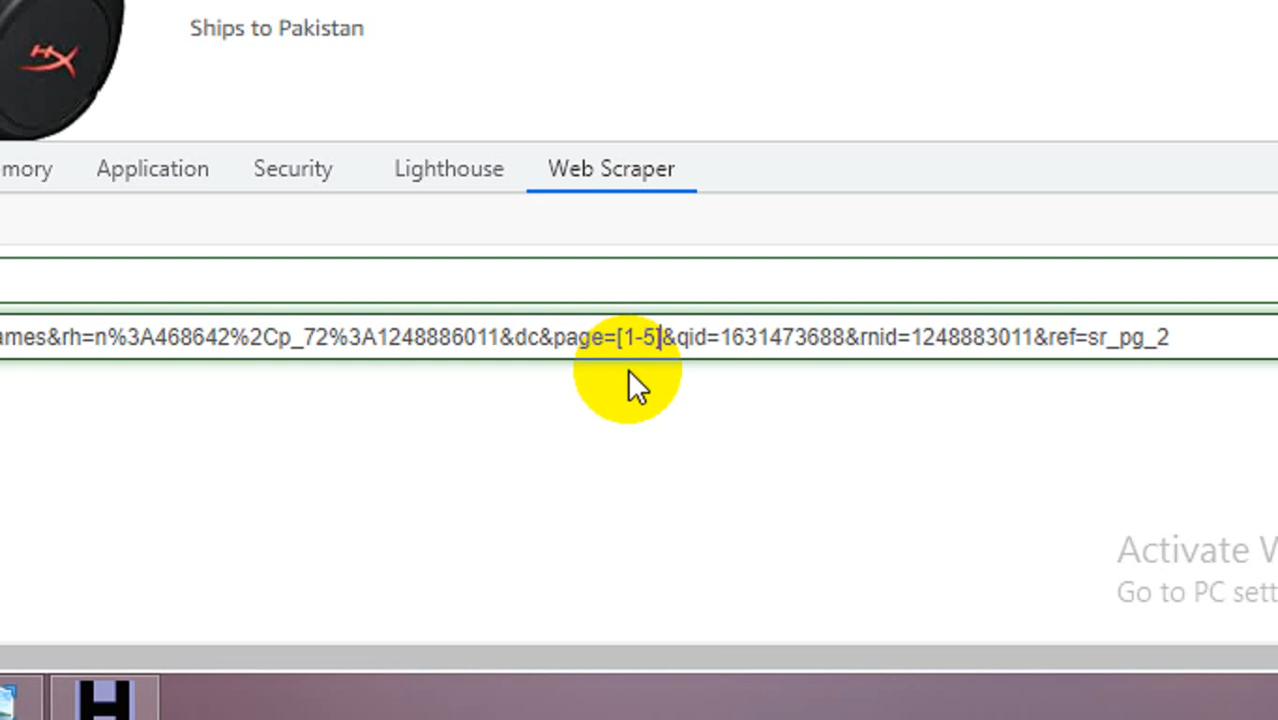 Ships to Pakistan
mory Application Security Lighthouse Web Scraper
ames&rh=n%3A468642%2Cp_72%3A1248886011&dc&page=[1-5]&qid=1631473688&rnid=1248883011&ref=sr_pg_2
Activate
Go to PC sett